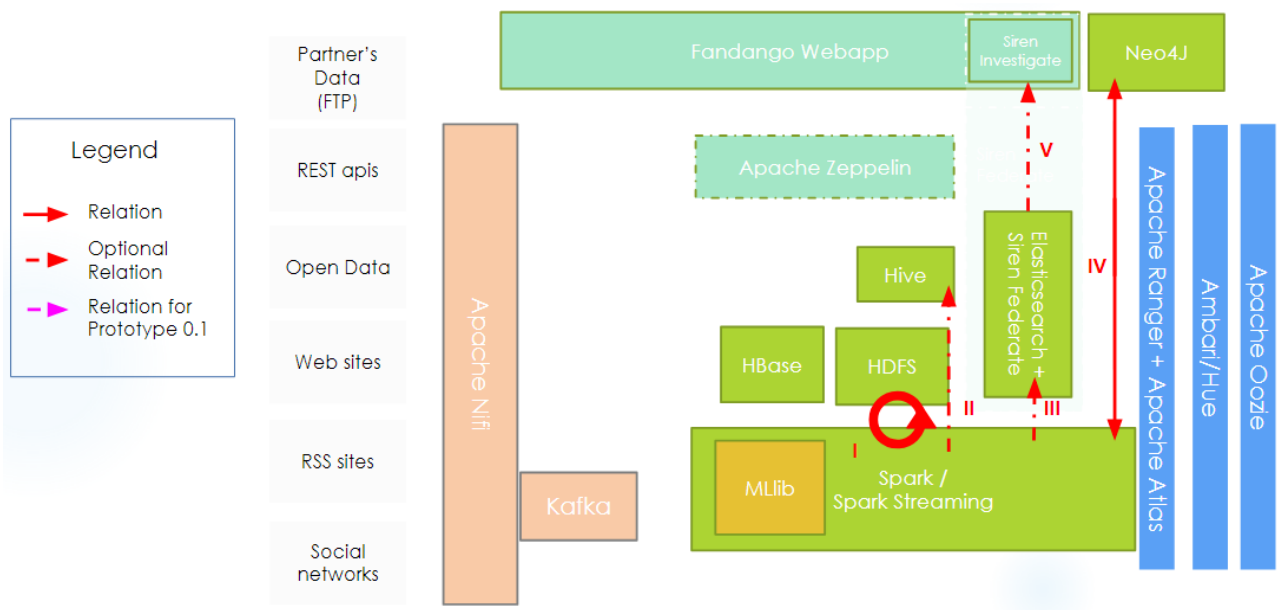 Legend
Relation
Optional
Relation
Relation for
Prototype 0.1
Partner's
Data
(FTP)
REST apis
Open Data
Web sites
RSS sites
Social
networks
Apache Nifi
Kafka
Fandango Webapp
Siren
Investigate
Neo4J
Apache Zeppelin
V
IV
Hive
Elasticsearch +
Siren Federate
HBase
HDFS
II
III
I
MLlib
Spark /
Spark Streaming
Apache Ranger + Apache Atlas
Ambari/Hue
Apache Oozie